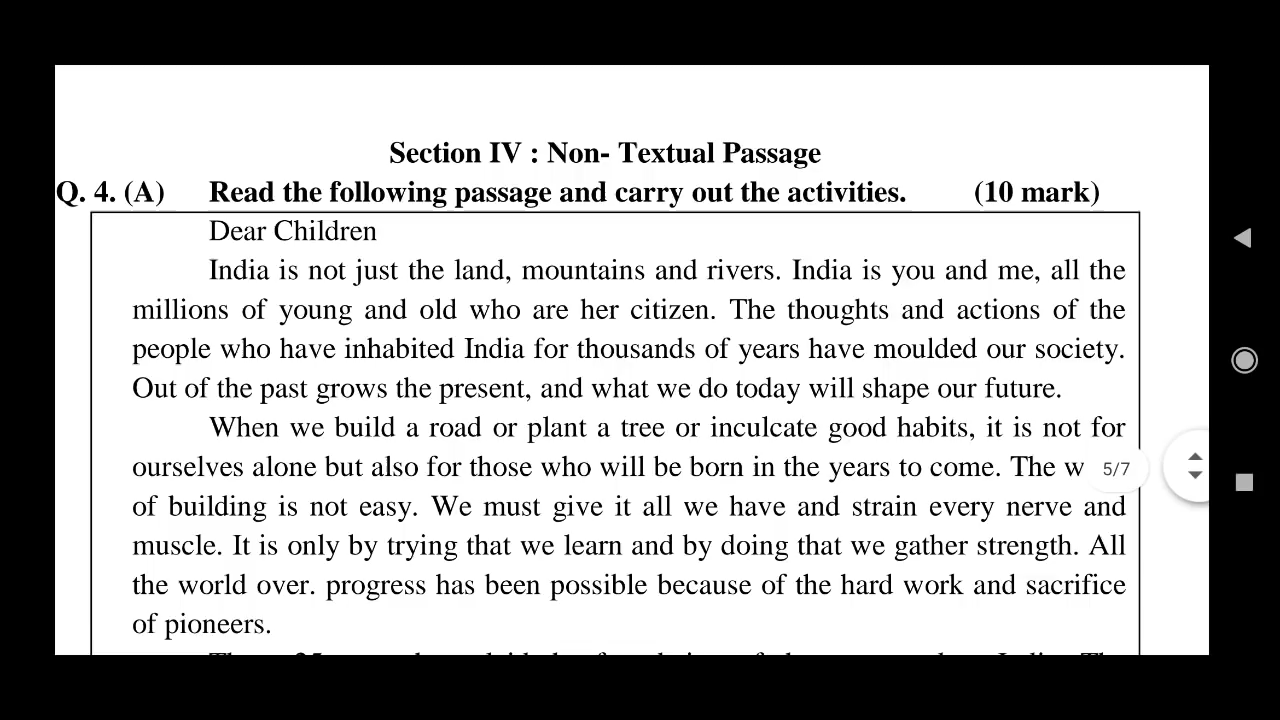 Section IV : Non- Textual Passage
Q. 4. (A) Read the following passage and carry out the activities. (10 mark)
Dear Children
India is not just the land, mountains and rivers. India is you and me, all the
millions of young and old who are her citizen. The thoughts and actions of the
people who have inhabited India for thousands of years have moulded our society.
Out of the past grows the present, and what we do today will shape our future.
When we build a road or plant a tree or inculcate good habits, it is not for
ourselves alone but also for those who will be born in the years to come. The w 5/7
of building is not easy. We must give it all we have and strain every nerve and
muscle. It is only by trying that we learn and by doing that we gather strength. All
the world over. progress has been possible because of the hard work and sacrifice
of pioneers.